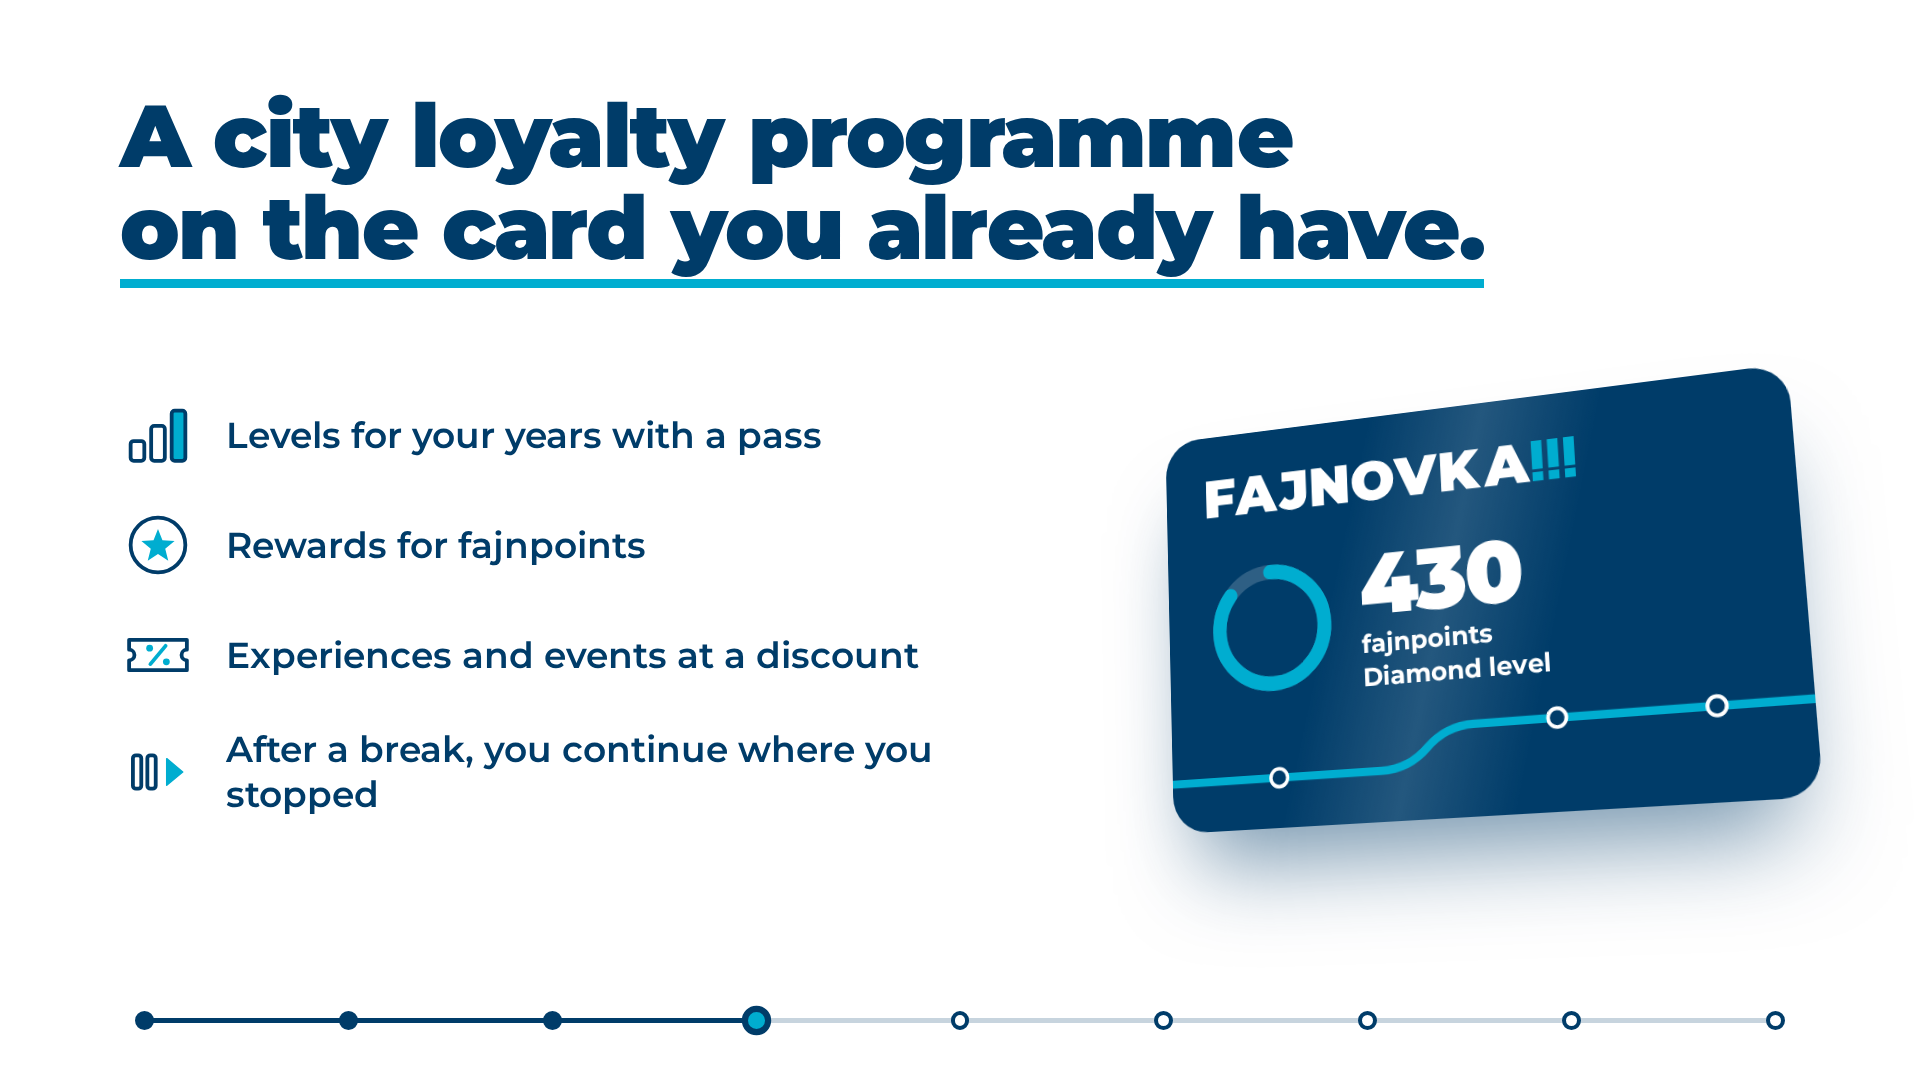 A city loyalty programme
on the card you already have.
Levels for your years with a pass
Rewards for fajnpoints
Experiences and events at a discount
After a break, you continue where you
stopped
FAJNOVKA!!!
430
fajnpoints
Diamond level